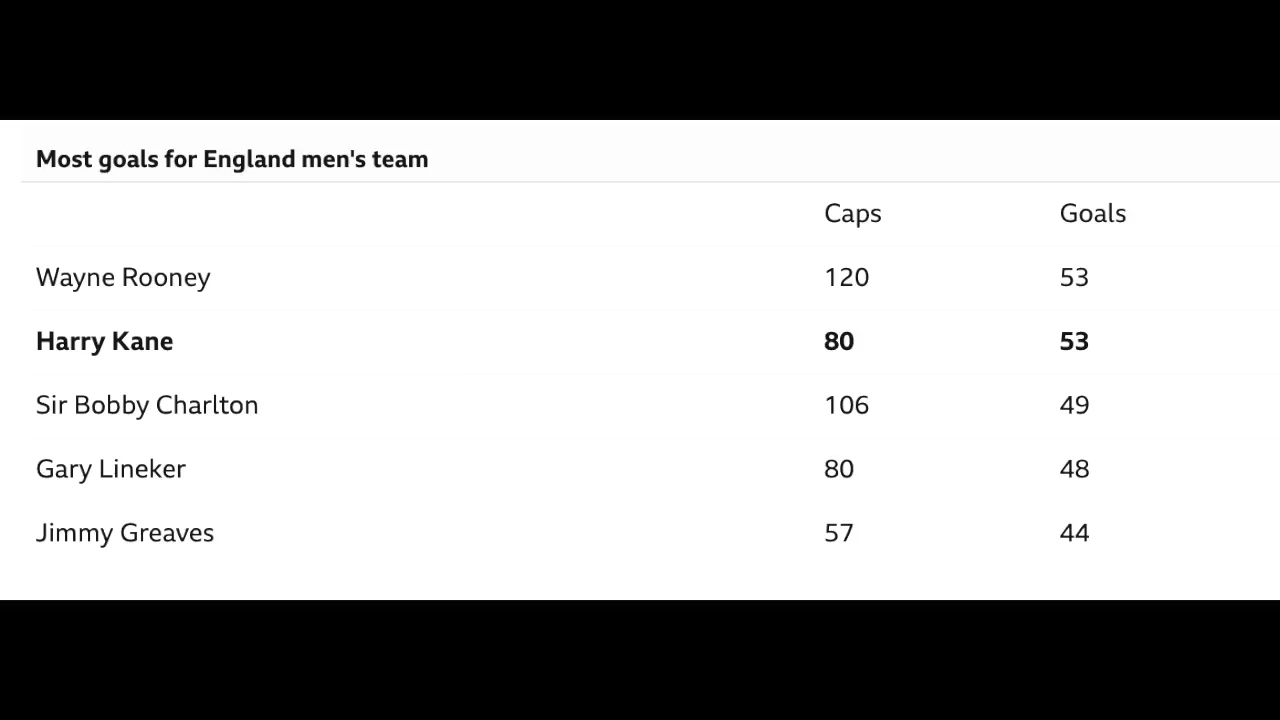 Most goals for England men's team
Caps Goals
Wayne Rooney 120 53
Harry Kane 80 53
Sir Bobby Charlton 106 49
Gary Lineker 80 48
Jimmy Greaves 57 44